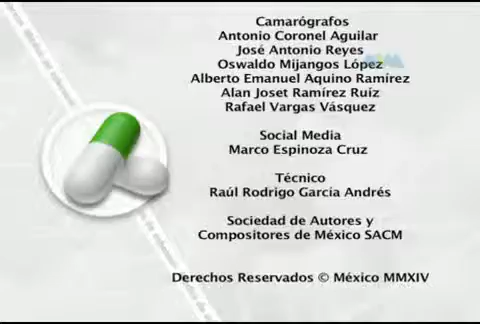 Camarógrafos
Antonio Coronel Aguilar
José Antonio Reyes
Oswaldo Mijangos López
Alberto Emanuel Aquino Ramírez
Alan Joset Ramírez Ruíz
Rafael Vargas Vásquez
Social Media
Marco Espinoza Cruz
Técnico
Raúl Rodrigo García Andrés
Sociedad de Autores y
Compositores de México SACM
Derechos Reservados © México MMXIV